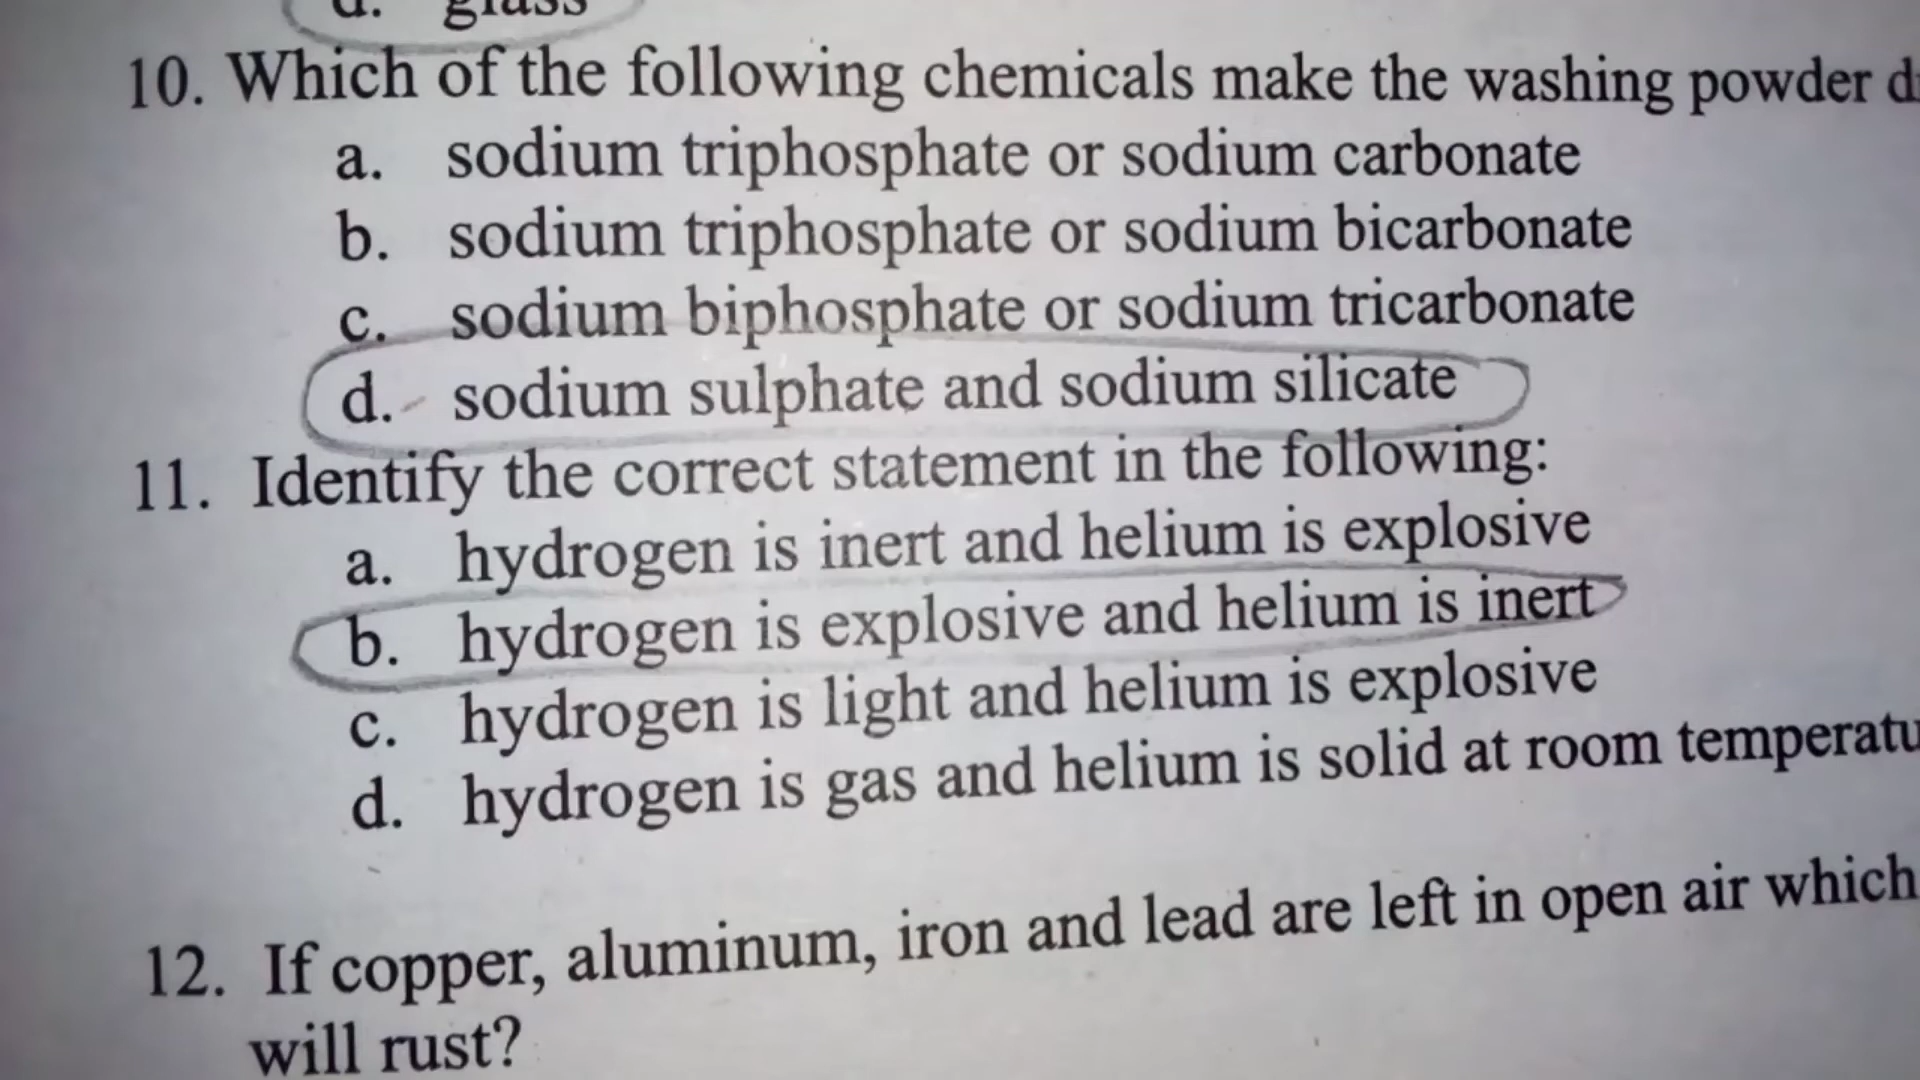 d. glass
10. Which of the following chemicals make the washing powder
a. sodium triphosphate or sodium carbonate
b. sodium triphosphate or sodium bicarbonate
c. sodium biphosphate or sodium tricarbonate
d. sodium sulphate and sodium silicate
11. Identify the correct statement in the following:
a. hydrogen is inert and helium is explosive
b. hydrogen is explosive and helium is inert
c. hydrogen is light and helium is explosive
d. hydrogen is gas and helium is solid at room temperatu
12. If copper, aluminum, iron and lead are left in open air which
will rust?